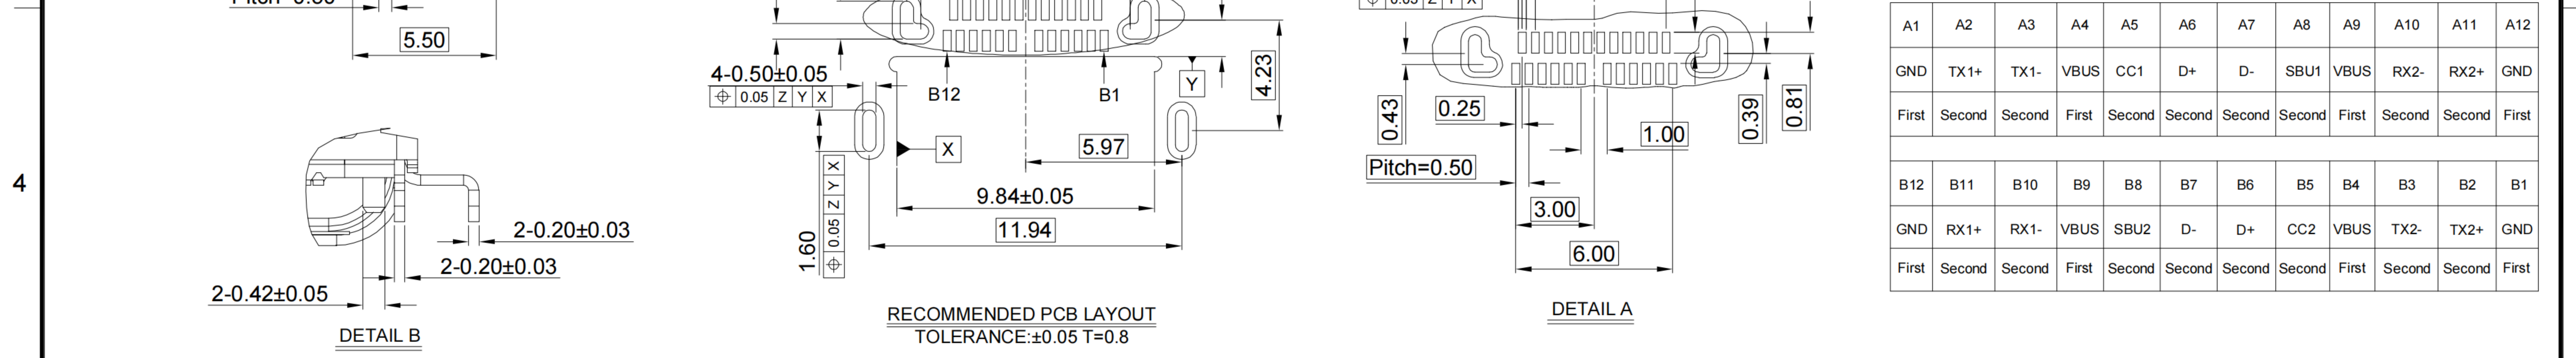 5.50
4
2-0.20±0.03
2-0.20±0.03
2-0.42±0.05
DETAIL B
4-0.50±0.05
0.05 Z Y X
B12
B1
Y
4.23
X
5.97
9.84±0.05
11.94
1.60
0.05 Z Y X
RECOMMENDED PCB LAYOUT
TOLERANCE:±0.05 T=0.8
0.43
0.25
1.00
0.39
0.81
Pitch=0.50
3.00
6.00
DETAIL A
A1 A2 A3 A4 A5 A6 A7 A8 A9 A10 A11 A12
GND TX1+ TX1- VBUS CC1 D+ D- SBU1 VBUS RX2- RX2+ GND
First Second Second First Second Second Second Second First Second Second First
B12 B11 B10 B9 B8 B7 B6 B5 B4 B3 B2 B1
GND RX1+ RX1- VBUS SBU2 D- D+ CC2 VBUS TX2- TX2+ GND
First Second Second First Second Second Second Second First Second Second First